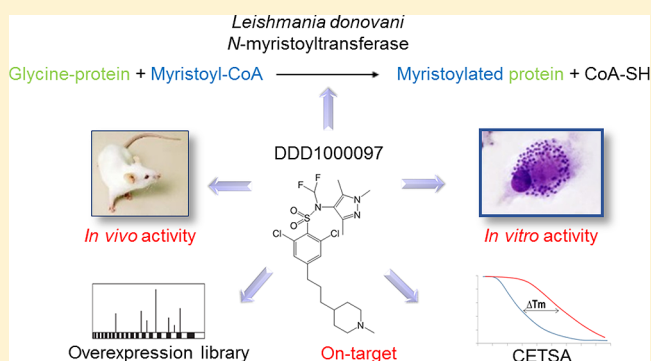 Leishmania donovani
N-myristoyltransferase
Glycine-protein + Myristoyl-CoA Myristoylated protein + CoA-SH
DDD1000097
F F
N N
N
O S
O
Cl Cl
N
In vivo activity
In vitro activity
ΔTm
Overexpression library
On-target
CETSA